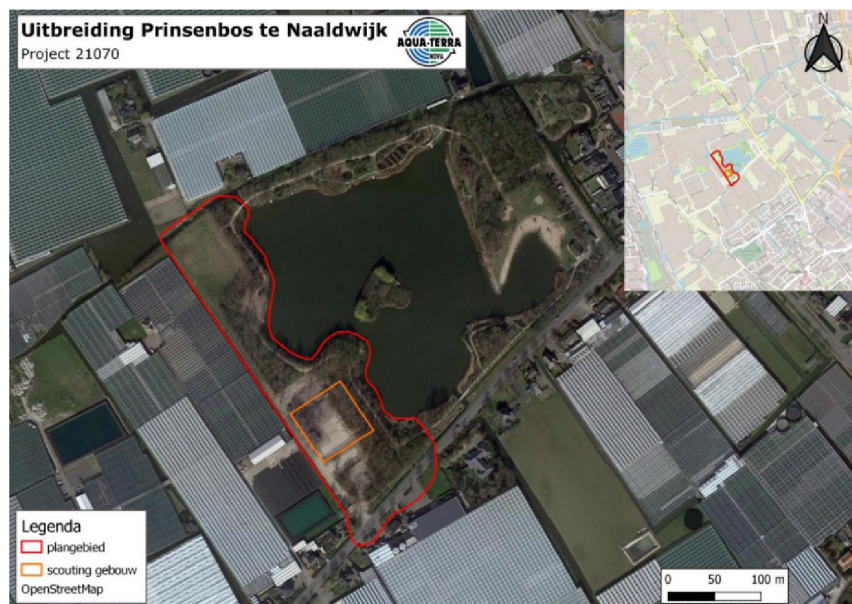 Uitbreiding Prinsenbos te Naaldwijk
Project 21070
AQUA-TERRA
NOVA
N
Legenda
plangebied
scouting gebouw
OpenStreetMap
0 50 100 m